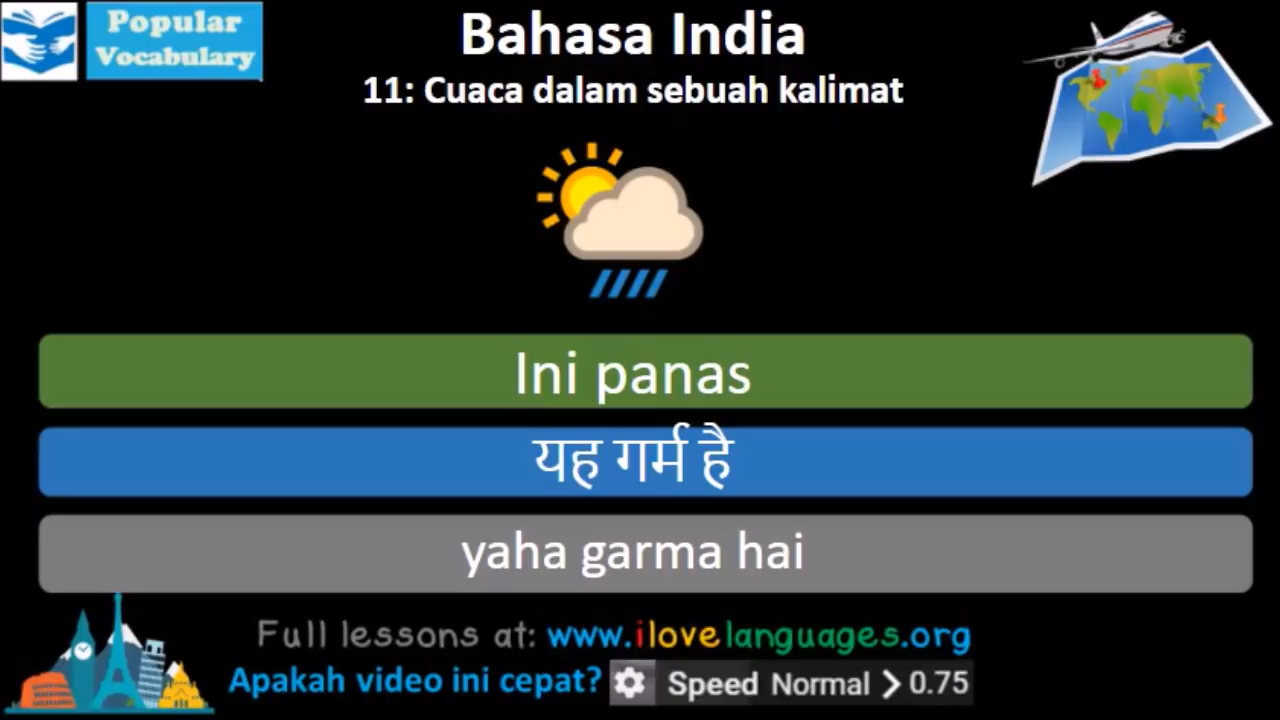 Popular
Vocabulary
Bahasa India
11: Cuaca dalam sebuah kalimat
Ini panas
यह गर्म है
yaha garma hai
Full lessons at: www.ilovelanguages.org
Apakah video ini cepat? Speed Normal > 0.75